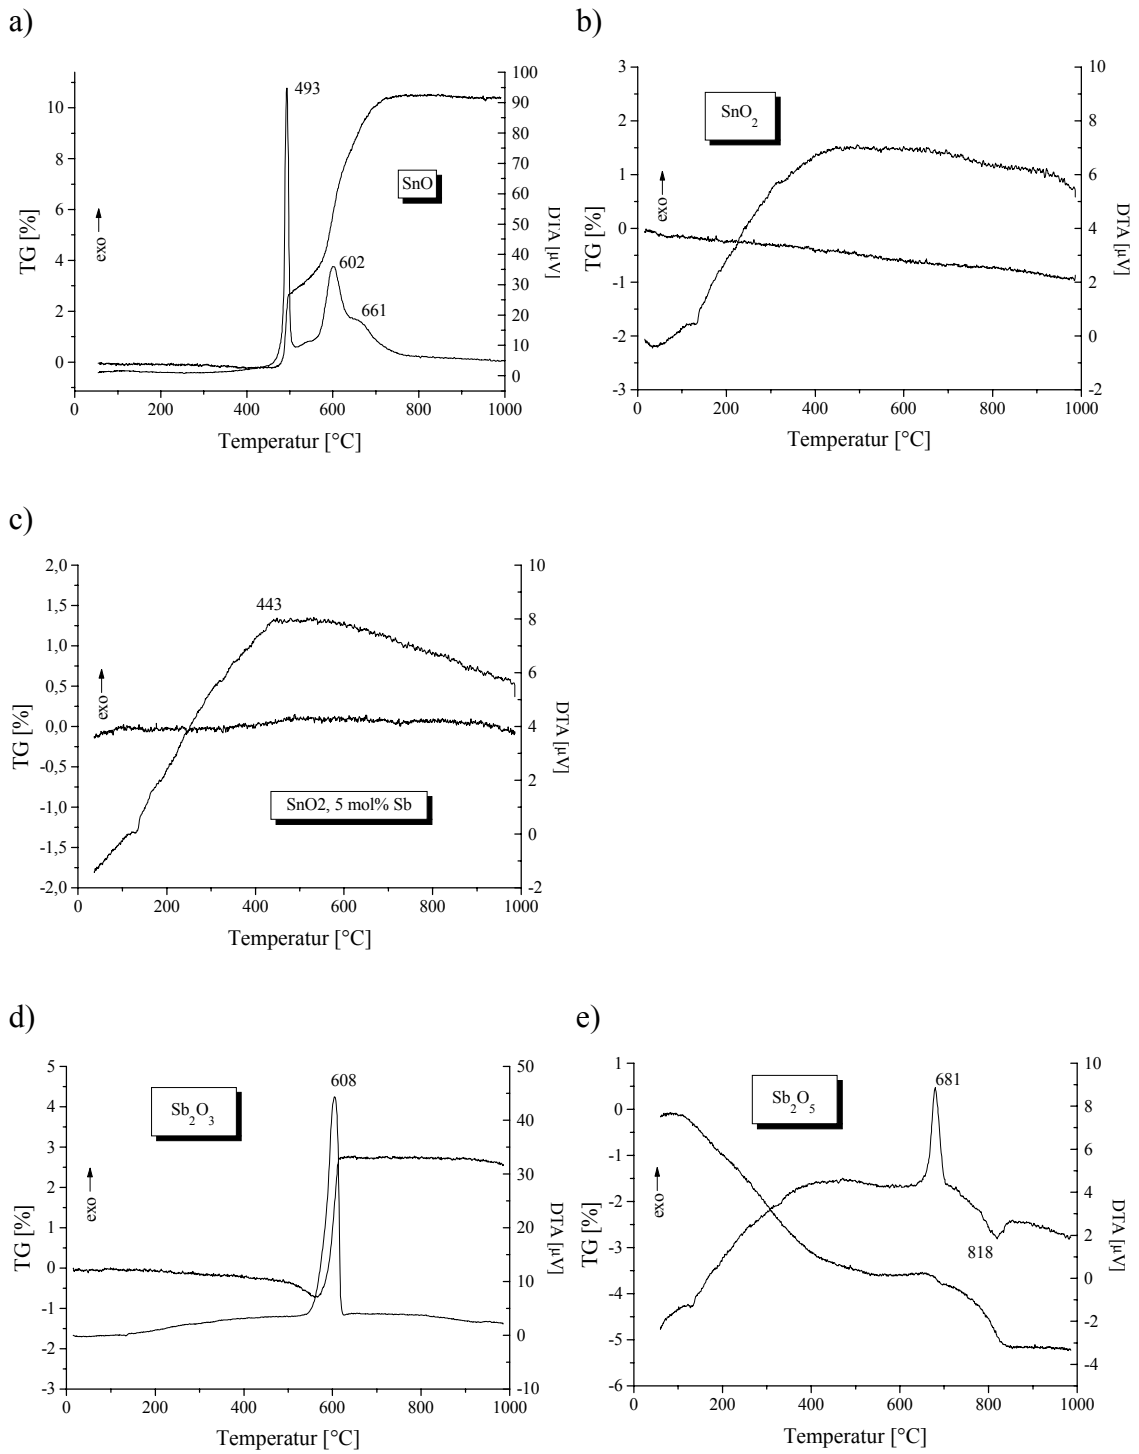 a)
100
90
80
70
60
50
40
30
20
10
0
10
8
6
4
2
0
493
SnO
602
661
exo
TG [%]
DTA [µV]
0 200 400 600 800 1000
Temperatur [°C]
b)
3
2
1
0
-1
-2
-3
10
8
6
4
2
0
-2
SnO2
exo
TG [%]
DTA [µV]
0 200 400 600 800 1000
Temperatur [°C]
c)
2,0
1,5
1,0
0,5
0,0
-0,5
-1,0
-1,5
-2,0
10
8
6
4
2
0
-2
443
exo
TG [%]
DTA [µV]
SnO2, 5 mol% Sb
0 200 400 600 800 1000
Temperatur [°C]
d)
5
4
3
2
1
0
-1
-2
-3
50
40
30
20
10
0
-10
608
Sb2O3
exo
TG [%]
DTA [µV]
0 200 400 600 800 1000
Temperatur [°C]
e)
1
0
-1
-2
-3
-4
-5
-6
10
8
6
4
2
0
-2
-4
681
Sb2O5
exo
818
TG [%]
DTA [µV]
0 200 400 600 800 1000
Temperatur [°C]